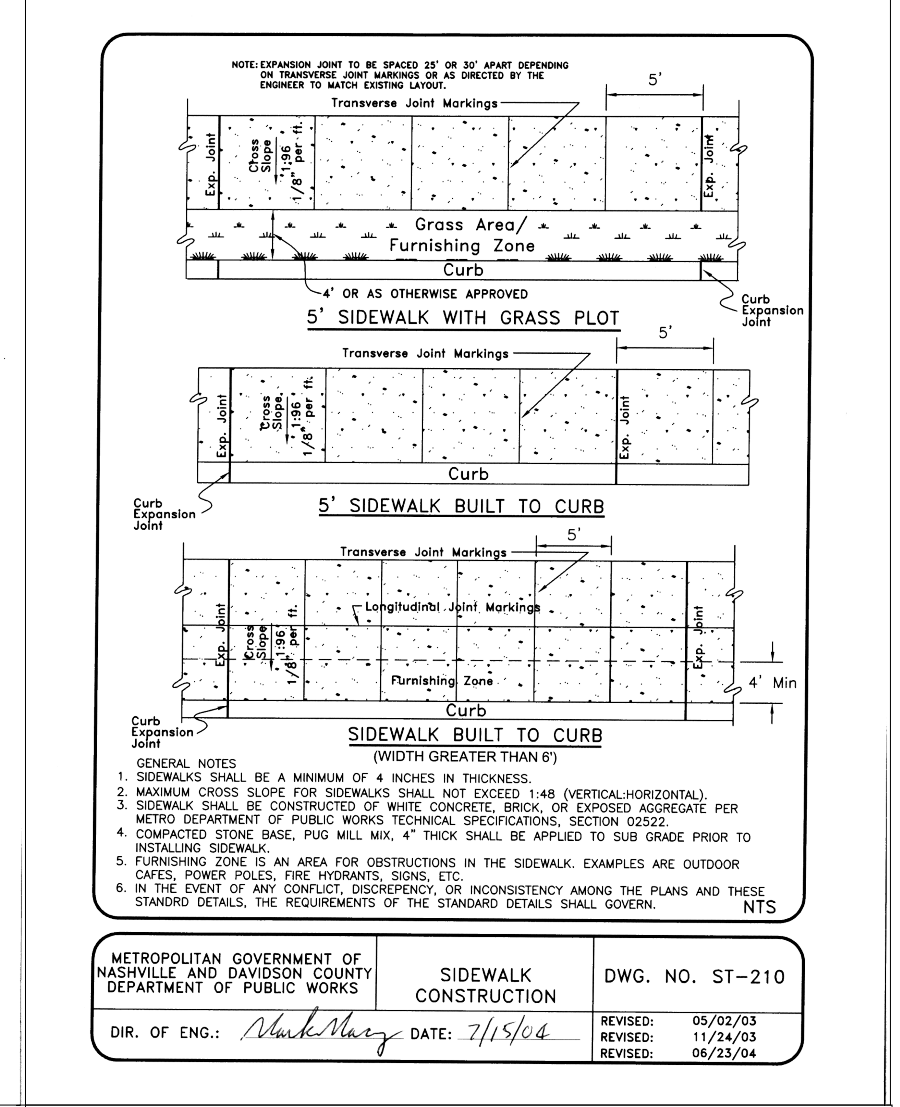 NOTE: EXPANSION JOINT TO BE SPACED 25' OR 30' APART DEPENDING
ON TRANSVERSE JOINT MARKINGS OR AS DIRECTED BY THE
ENGINEER TO MATCH EXISTING LAYOUT.
5'
Transverse Joint Markings
Exp. Joint
Cross
Slope
1:96
1/8" per ft.
Exp. Joint
Grass Area/
Furnishing Zone
Curb
4' OR AS OTHERWISE APPROVED
Curb
Expansion
Joint
5' SIDEWALK WITH GRASS PLOT
5'
Transverse Joint Markings
Exp. Joint
Cross
Slope
1:96
1/8" per ft.
Exp. Joint
Curb
Curb
Expansion
Joint
5' SIDEWALK BUILT TO CURB
5'
Transverse Joint Markings
Longitudinal Joint Markings
Exp. Joint
Cross
Slope
1:96
1/8" per ft.
Exp. Joint
Furnishing Zone
4' Min
Curb
Curb
Expansion
Joint
SIDEWALK BUILT TO CURB
(WIDTH GREATER THAN 6')
GENERAL NOTES
1. SIDEWALKS SHALL BE A MINIMUM OF 4 INCHES IN THICKNESS.
2. MAXIMUM CROSS SLOPE FOR SIDEWALKS SHALL NOT EXCEED 1:48 (VERTICAL:HORIZONTAL).
3. SIDEWALK SHALL BE CONSTRUCTED OF WHITE CONCRETE, BRICK, OR EXPOSED AGGREGATE PER
METRO DEPARTMENT OF PUBLIC WORKS TECHNICAL SPECIFICATIONS, SECTION 02522.
4. COMPACTED STONE BASE, PUG MILL MIX, 4" THICK SHALL BE APPLIED TO SUB GRADE PRIOR TO
INSTALLING SIDEWALK.
5. FURNISHING ZONE IS AN AREA FOR OBSTRUCTIONS IN THE SIDEWALK. EXAMPLES ARE OUTDOOR
CAFES, POWER POLES, FIRE HYDRANTS, SIGNS, ETC.
6. IN THE EVENT OF ANY CONFLICT, DISCREPENCY, OR INCONSISTENCY AMONG THE PLANS AND THESE
STANDRD DETAILS, THE REQUIREMENTS OF THE STANDARD DETAILS SHALL GOVERN.
NTS
METROPOLITAN GOVERNMENT OF
NASHVILLE AND DAVIDSON COUNTY
DEPARTMENT OF PUBLIC WORKS
SIDEWALK
CONSTRUCTION
DWG. NO. ST-210
DIR. OF ENG.: Mark Macy DATE: 7/15/04
REVISED: 05/02/03
REVISED: 11/24/03
REVISED: 06/23/04